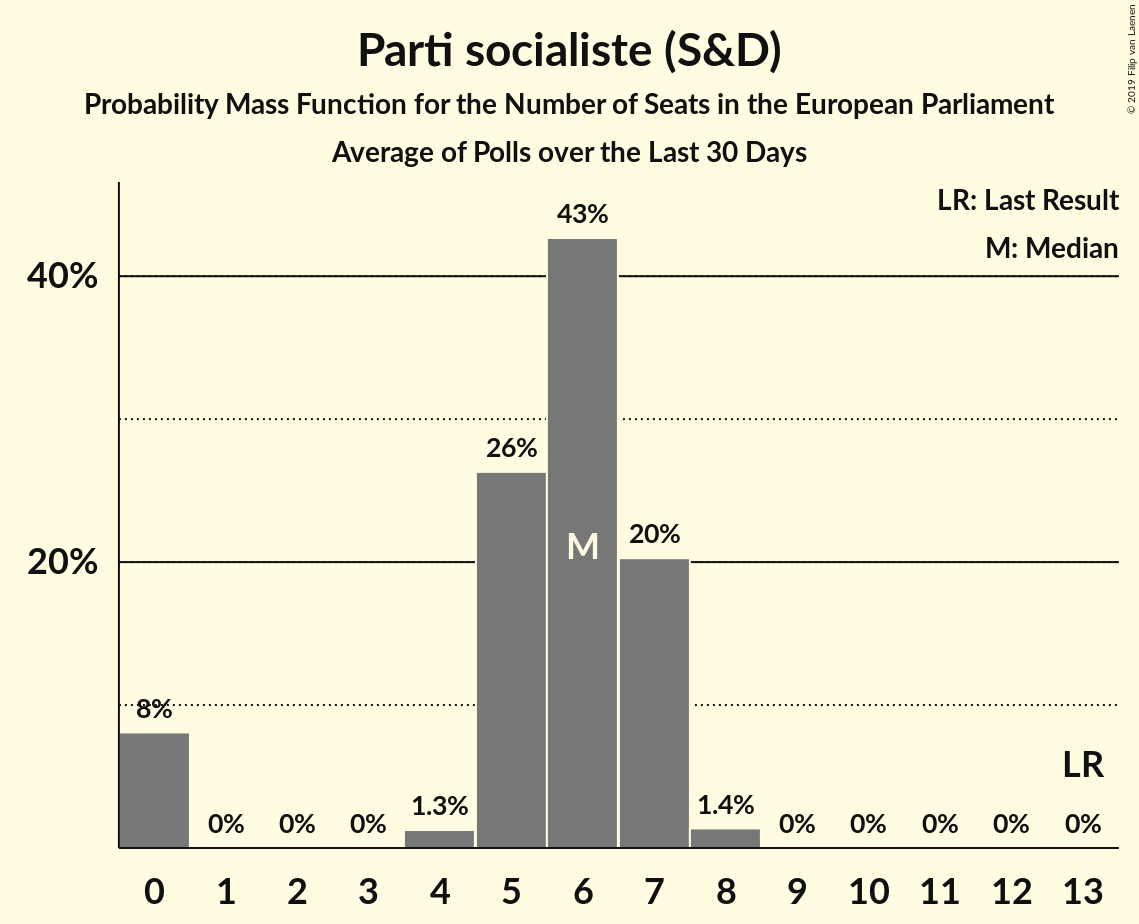 Parti socialiste (S&D)
Probability Mass Function for the Number of Seats in the European Parliament
Average of Polls over the Last 30 Days
© 2019 Filip van Laenen
LR: Last Result
M: Median
43%
40%
26%
M
20%
20%
8%
LR
1.3%
1.4%
0%
0%
0%
0%
0%
0%
0%
0%
0 1 2 3 4 5 6 7 8 9 10 11 12 13